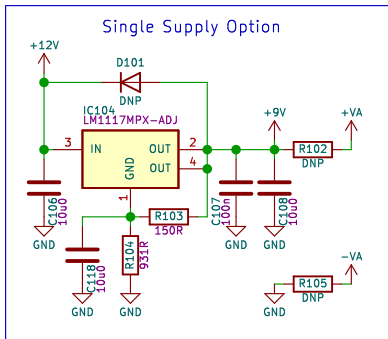 Single Supply Option
+12V
D101
DNP
IC104
LM1117MPX-ADJ
+9V
+VA
3
IN
OUT
2
R102
DNP
GND
OUT
4
1
C106
10u0
R103
150R
C107
100n
C108
10u0
GND
GND
GND
R104
931R
C118
10u0
-VA
R105
DNP
GND
GND
GND